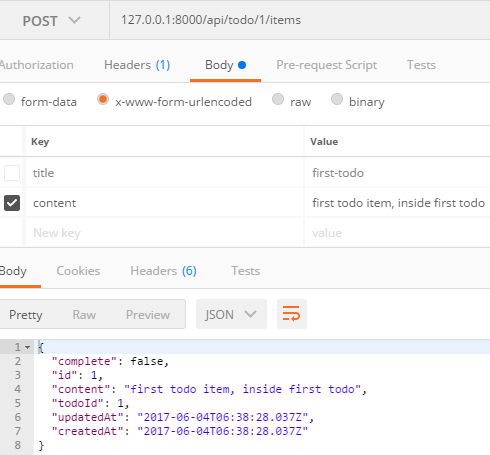 POST 127.0.0.1:8000/api/todo/1/items
Authorization Headers (1) Body Pre-request Script Tests
form-data x-www-form-urlencoded raw binary
Key Value
title first-todo
content first todo item, inside first todo
New key value
Body Cookies Headers (6) Tests
Pretty Raw Preview JSON
1 {
2 "complete": false,
3 "id": 1,
4 "content": "first todo item, inside first todo",
5 "todoId": 1,
6 "updatedAt": "2017-06-04T06:38:28.037Z",
7 "createdAt": "2017-06-04T06:38:28.037Z"
8 }